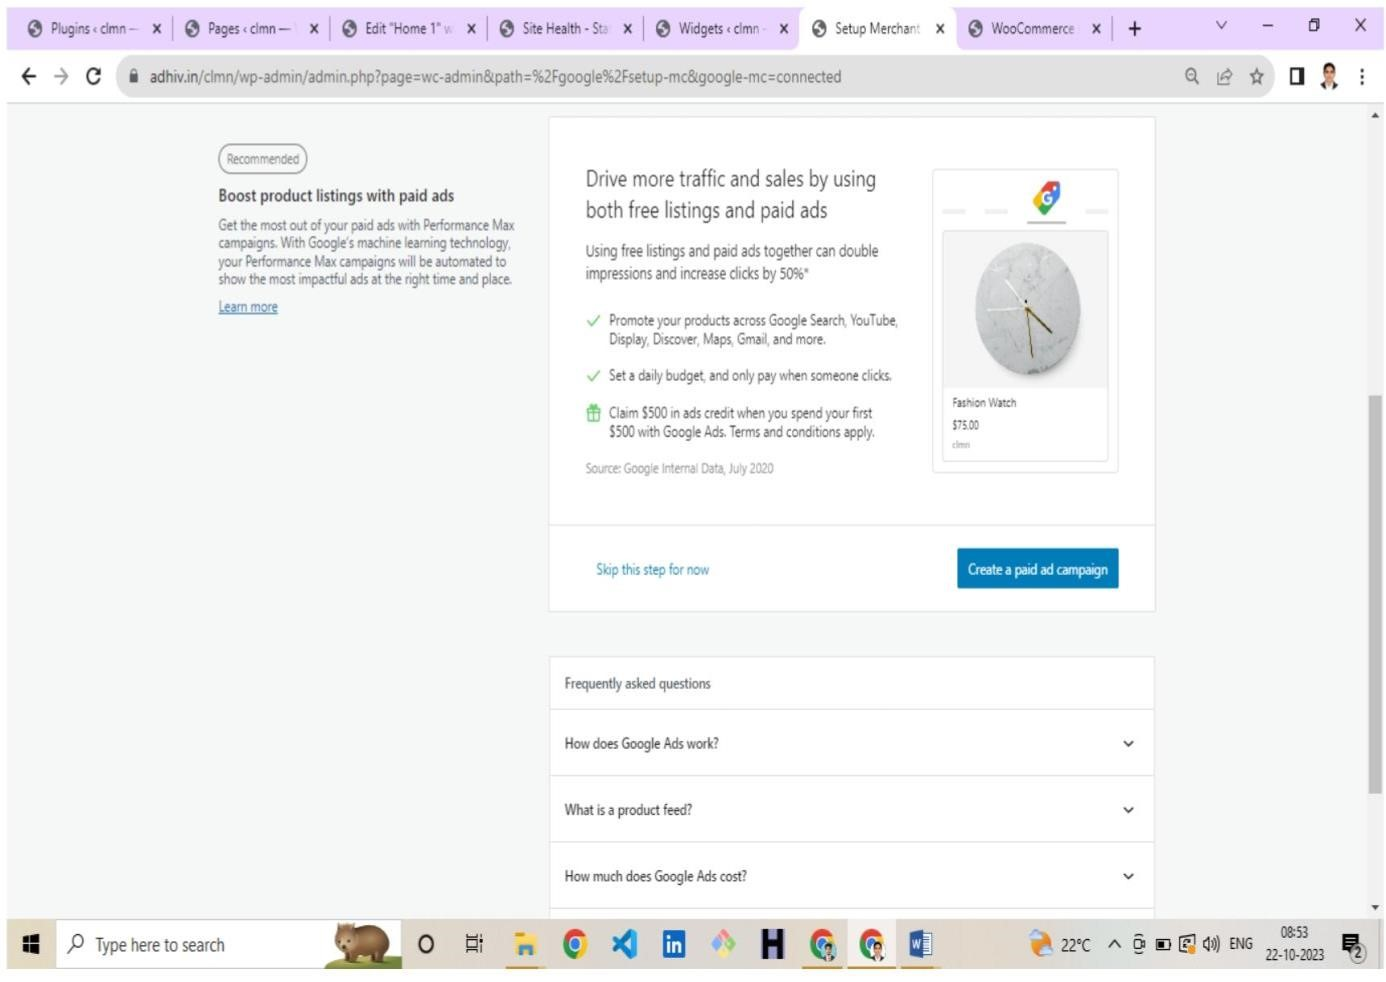 Plugins ‹ clmn —
Pages ‹ clmn —
Edit "Home 1" w
Site Health - Sta
Widgets ‹ clmn -
Setup Merchant
WooCommerce
adhiv.in/clmn/wp-admin/admin.php?page=wc-admin&path=%2Fgoogle%2Fsetup-mc&google-mc=connected
Recommended
Boost product listings with paid ads
Get the most out of your paid ads with Performance Max
campaigns. With Google's machine learning technology,
your Performance Max campaigns will be automated to
show the most impactful ads at the right time and place.
Learn more
Drive more traffic and sales by using
both free listings and paid ads
Using free listings and paid ads together can double
impressions and increase clicks by 50%*
Promote your products across Google Search, YouTube,
Display, Discover, Maps, Gmail, and more.
Set a daily budget, and only pay when someone clicks.
Claim $500 in ads credit when you spend your first
$500 with Google Ads. Terms and conditions apply.
Source: Google Internal Data, July 2020
G
Fashion Watch
$75.00
clmn
Skip this step for now
Create a paid ad campaign
Frequently asked questions
How does Google Ads work?
What is a product feed?
How much does Google Ads cost?
Type here to search
in
H
W
22°C
ENG
08:53
22-10-2023
2